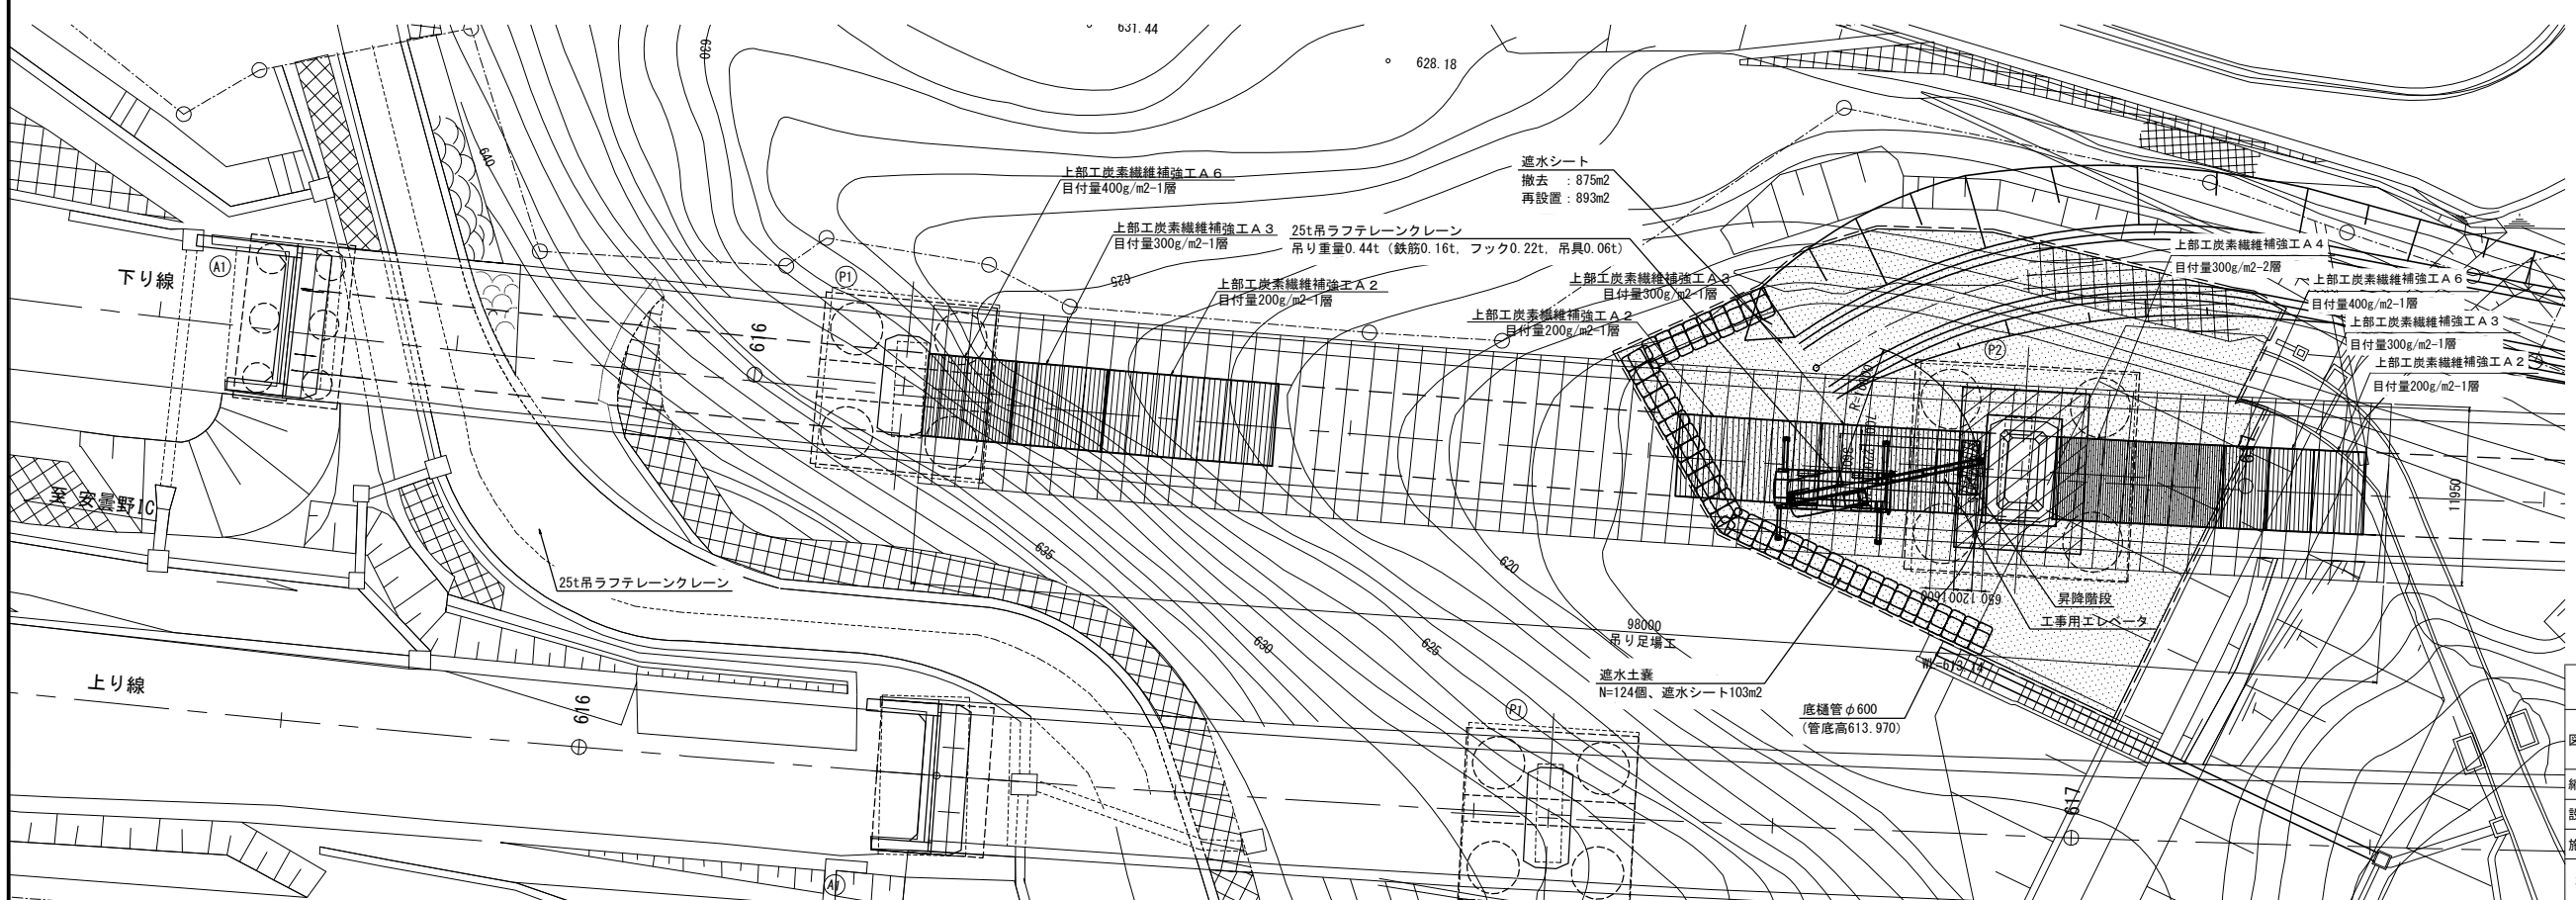 631.44
630
628.18
640
上部工炭素繊維補強工A6
目付量400g/m2-1層
遮水シート
撤去 : 875m2
再設置 : 893m2
上部工炭素繊維補強工A3
目付量300g/m2-1層
25t吊ラフテレーンクレーン
吊り重量0.44t (鉄筋0.16t, フック0.22t, 吊具0.06t)
上部工炭素繊維補強工A4
目付量300g/m2-2層
下り線
A1
P1
625
上部工炭素繊維補強工A2
目付量200g/m2-1層
上部工炭素繊維補強工A3
目付量300g/m2-1層
上部工炭素繊維補強工A6
目付量400g/m2-1層
上部工炭素繊維補強工A2
目付量200g/m2-1層
上部工炭素繊維補強工A3
目付量300g/m2-1層
616
P2
上部工炭素繊維補強工A2
目付量200g/m2-1層
617
至 安曇野IC
11950
635
620
25t吊ラフテレーンクレーン
昇降階段
工事用エレベータ
98000
吊り足場工
630
625
遮水土嚢
N=124個、遮水シート103m2
上り線
616
P1
底樋管φ600
(管底高613.970)
617
A1